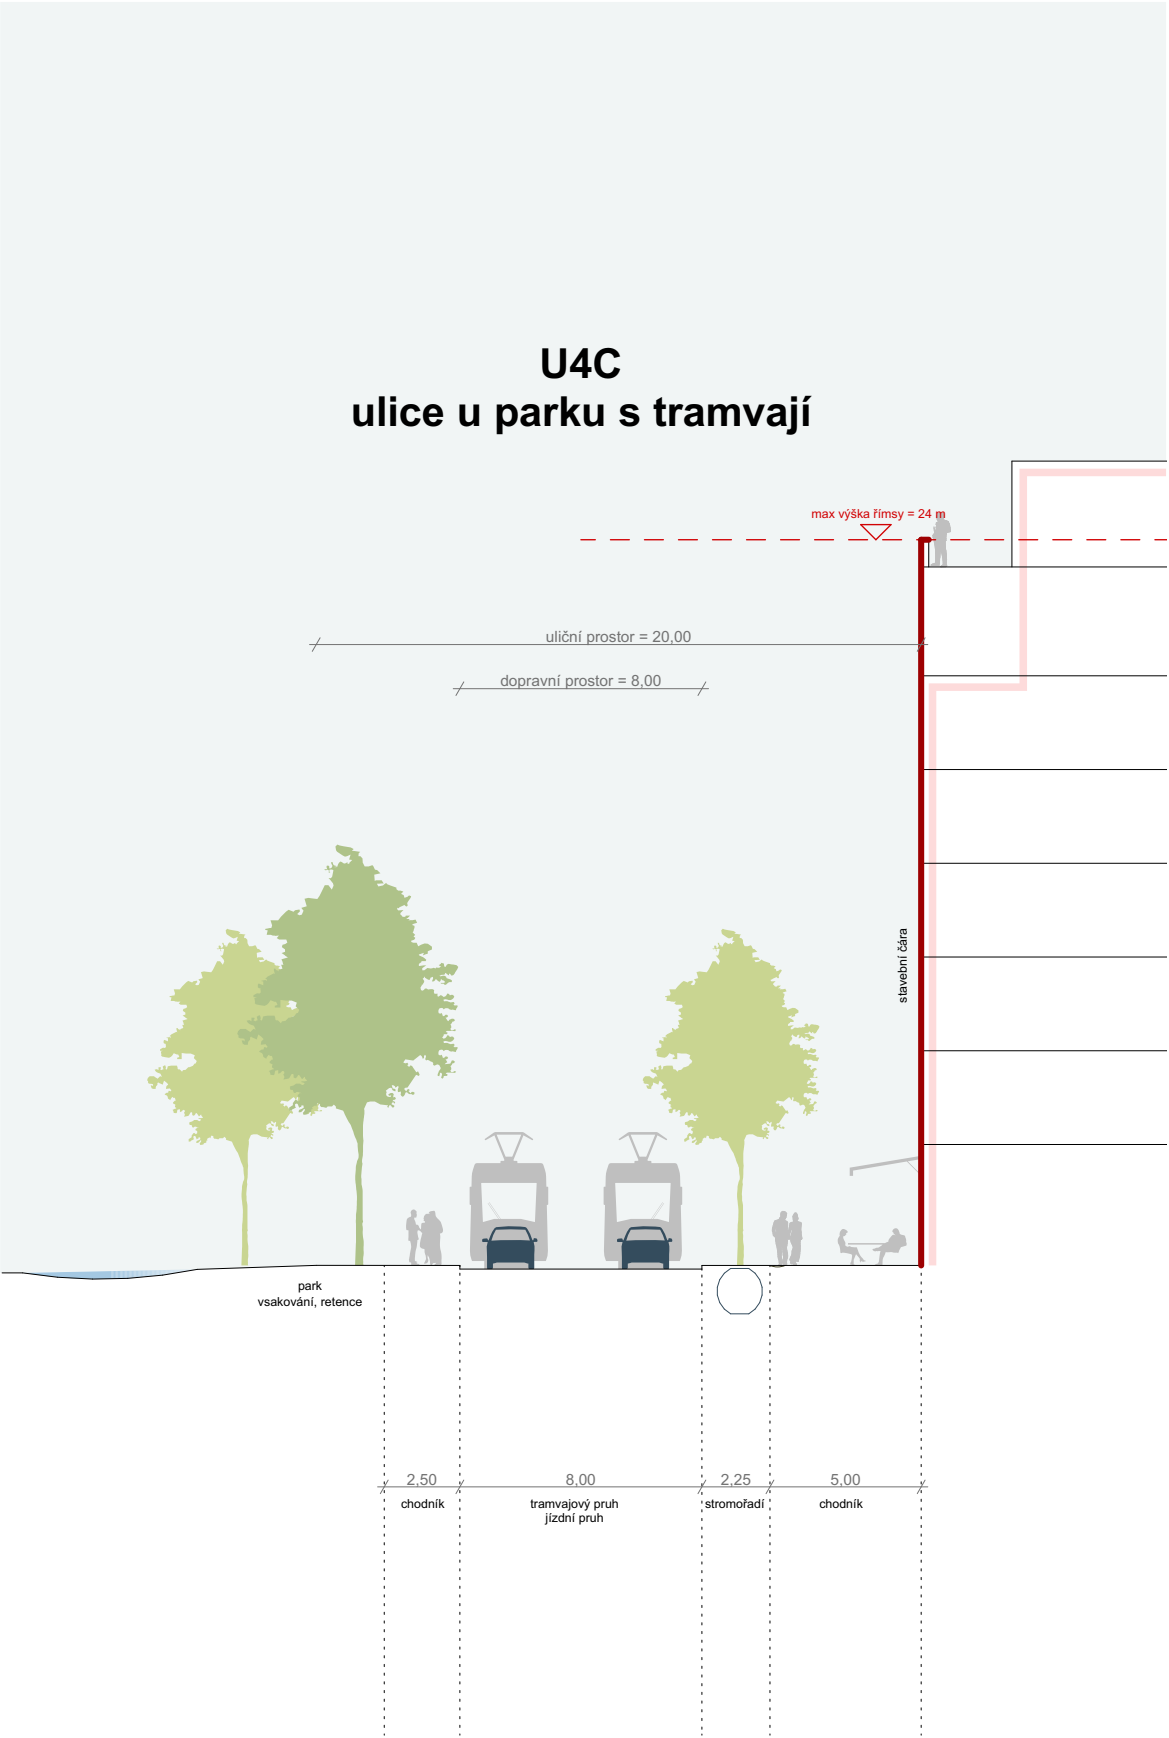 U4C
ulice u parku s tramvají
max výška římsy = 24 m
uliční prostor = 20,00
dopravní prostor = 8,00
stavební čára
park
vsakování, retence
2,50
8,00
2,25
5,00
chodník
tramvajový pruh
jízdní pruh
stromořadí
chodník